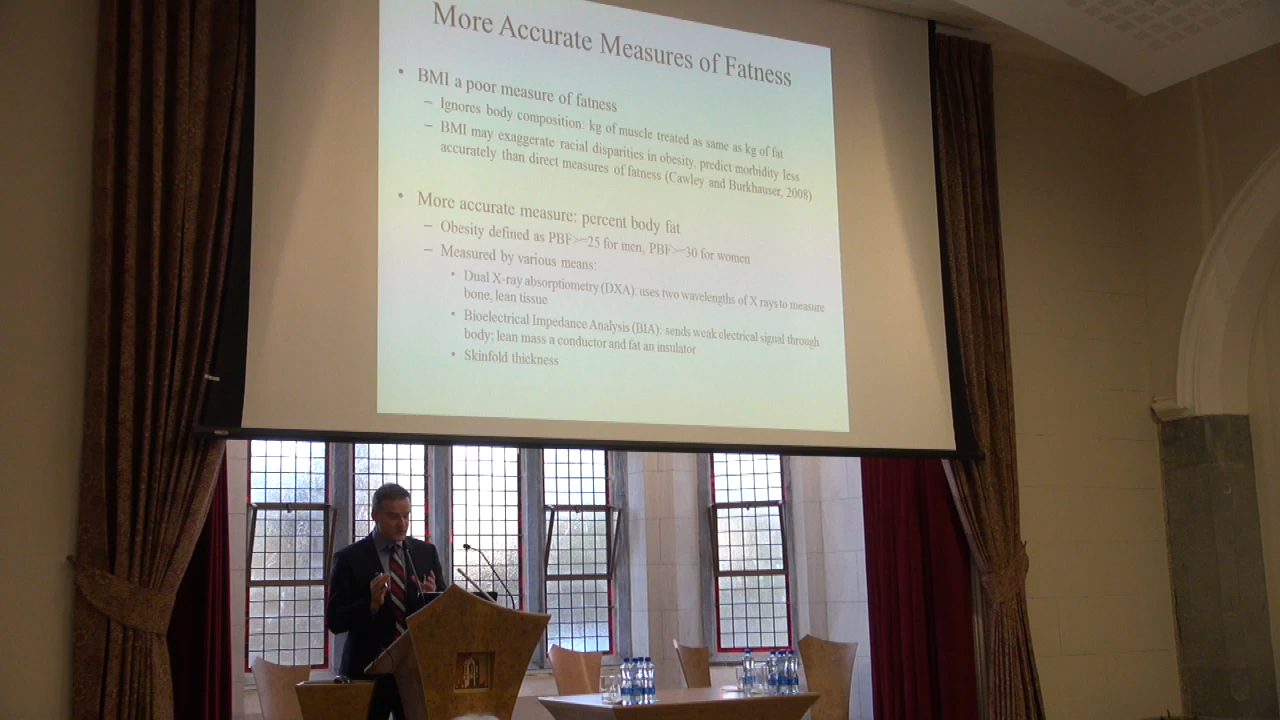 More Accurate Measures of Fatness
• BMI a poor measure of fatness
– Ignores body composition: kg of muscle treated as same as kg of fat
– BMI may exaggerate racial disparities in obesity, predict morbidity less
accurately than direct measures of fatness (Cawley and Burkhauser, 2008)
• More accurate measure: percent body fat
– Obesity defined as PBF>=25 for men, PBF>=30 for women
– Measured by various means:
• Dual X-ray absorptiometry (DXA): uses two wavelengths of X rays to measure
bone, lean tissue
• Bioelectrical Impedance Analysis (BIA): sends weak electrical signal through
body; lean mass a conductor and fat an insulator
• Skinfold thickness